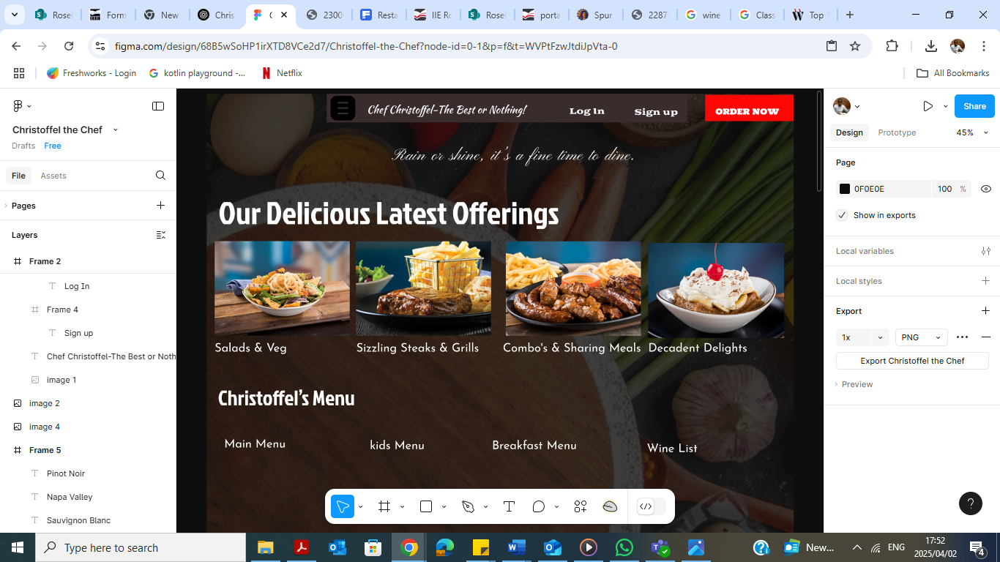 Rosel
Form
New
Chris
C
2300
Resta
IIE Ro
Rosel
porta
Spur
2287
wine
Class
Top 1
figma.com/design/68B5wSoHP1irXTD8VCe2d7/Christoffel-the-Chef?node-id=0-1&p=f&t=WVPtFzwJtdiJpVta-0
Freshworks - Login
kotlin playground -...
Netflix
All Bookmarks
Christoffel the Chef
Drafts Free
File Assets
Pages
Layers
Frame 2
Log In
Frame 4
Sign up
Chef Christoffel-The Best or Noth
image 1
image 2
image 4
Frame 5
Pinot Noir
Napa Valley
Sauvignon Blanc
Chef Christoffel-The Best or Nothing!
Log In
Sign up
ORDER NOW
Rain or shine, it's a fine time to dine.
Our Delicious Latest Offerings
Salads & Veg
Sizzling Steaks & Grills
Combo's & Sharing Meals
Decadent Delights
Christoffel's Menu
Main Menu
kids Menu
Breakfast Menu
Wine List
Share
Design Prototype 45%
Page
0F0E0E 100 %
Show in exports
Local variables
Local styles
Export
1x PNG
Export Christoffel the Chef
Preview
?
Type here to search
New...
ENG
17:52
2025/04/02
4